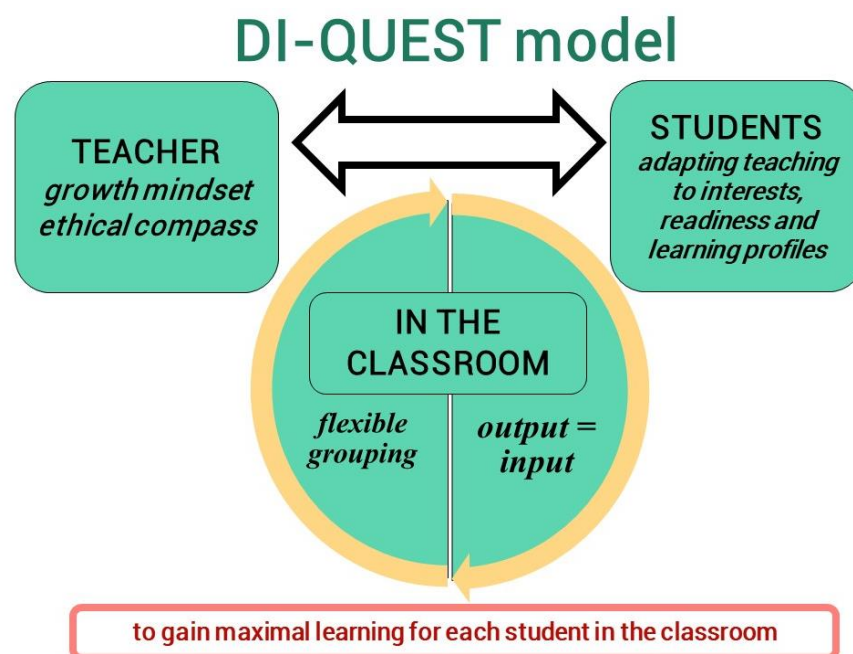 DI-QUEST model
TEACHER
growth mindset
ethical compass
STUDENTS
adapting teaching
to interests,
readiness and
learning profiles
IN THE
CLASSROOM
flexible
grouping
output =
input
to gain maximal learning for each student in the classroom